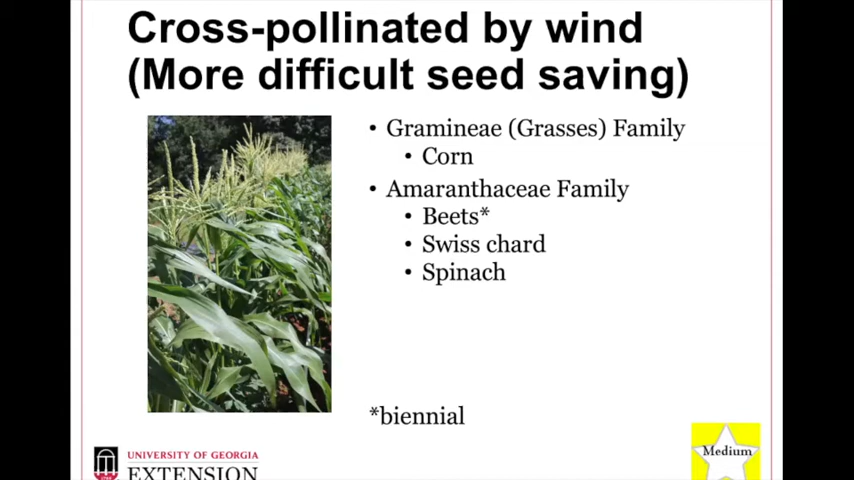 Cross-pollinated by wind
(More difficult seed saving)
• Gramineae (Grasses) Family
• Corn
• Amaranthaceae Family
• Beets*
• Swiss chard
• Spinach
*biennial
UNIVERSITY OF GEORGIA
EXTENSION
Medium